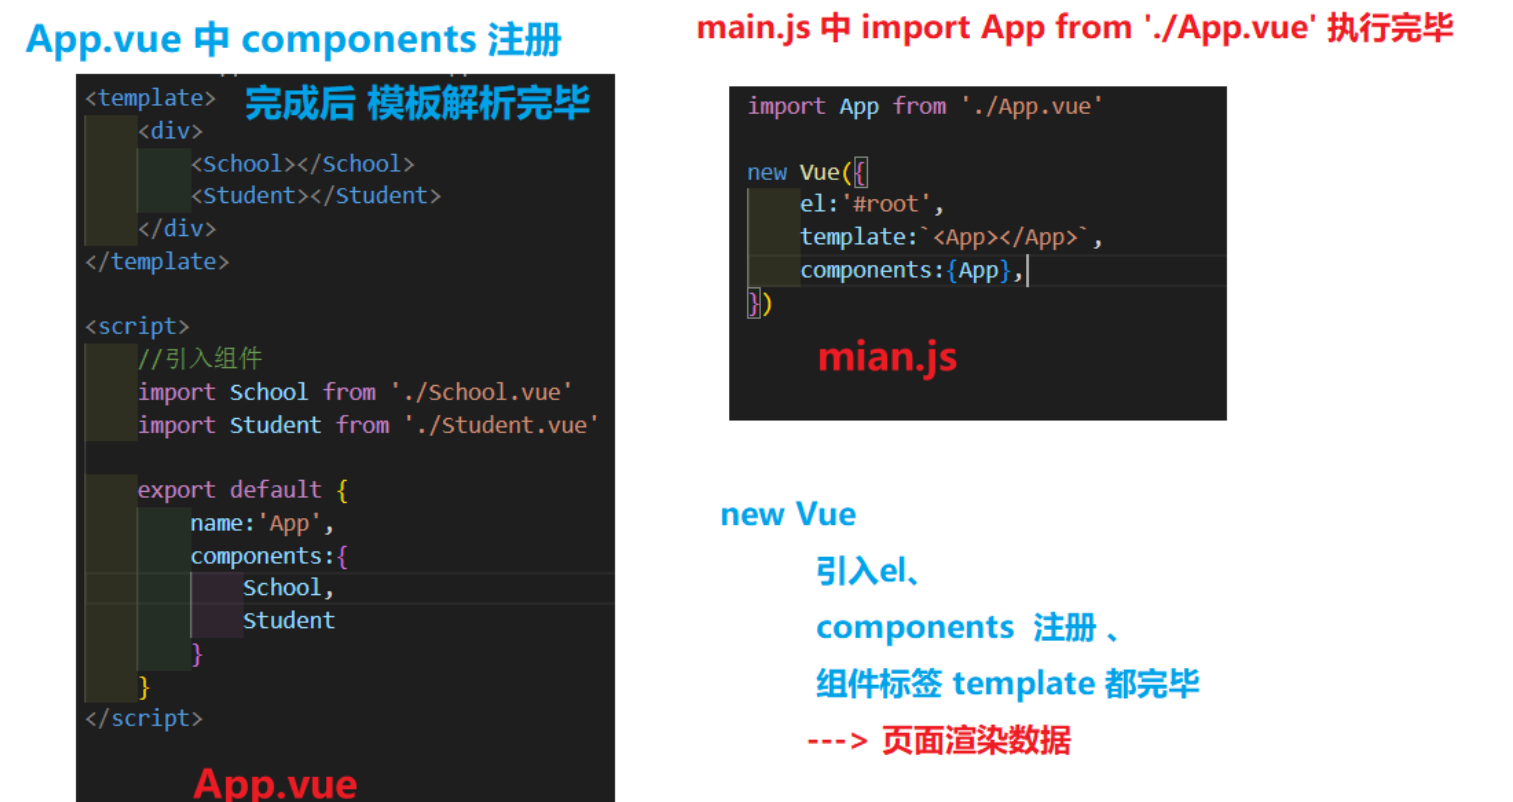 App.vue 中 components 注册
完成后 模板解析完毕
<template>
<div>
<School></School>
<Student></Student>
</div>
</template>
<script>
//引入组件
import School from './School.vue'
import Student from './Student.vue'
export default {
name:'App',
components:{
School,
Student
}
}
</script>
App.vue
main.js 中 import App from './App.vue' 执行完毕
import App from './App.vue'
new Vue({
el:'#root',
template:`<App></App>`,
components:{App},
})
mian.js
new Vue
引入el、
components 注册 、
组件标签 template 都完毕
---> 页面渲染数据